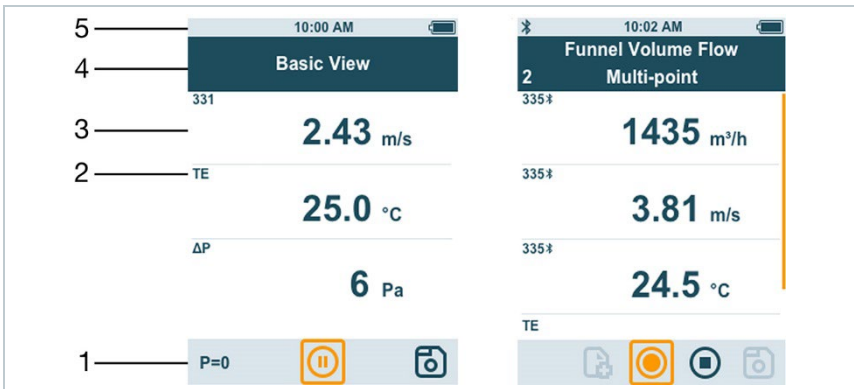 5
10:00 AM
4
Basic View
331
3
2.43 m/s
2
TE
25.0 °C
ΔP
6 Pa
1
P=0
10:02 AM
Funnel Volume Flow
2 Multi-point
335
1435 m³/h
335
3.81 m/s
335
24.5 °C
TE